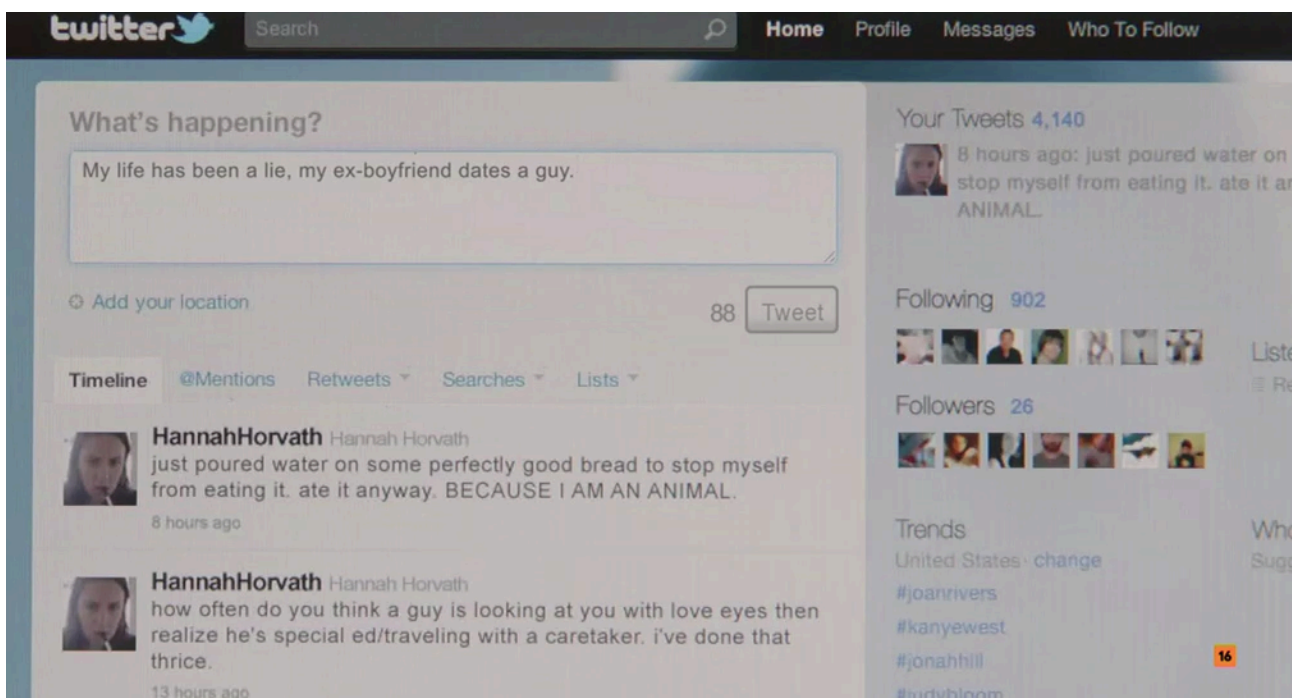 twitter
Search
Home
Profile
Messages
Who To Follow
What's happening?
My life has been a lie, my ex-boyfriend dates a guy.
Add your location
88
Tweet
Timeline
@Mentions
Retweets
Searches
Lists
HannahHorvath Hannah Horvath
just poured water on some perfectly good bread to stop myself
from eating it. ate it anyway. BECAUSE I AM AN ANIMAL.
8 hours ago
HannahHorvath Hannah Horvath
how often do you think a guy is looking at you with love eyes then
realize he's special ed/traveling with a caretaker. i've done that
thrice.
13 hours ago
Your Tweets 4,140
8 hours ago: just poured water on
stop myself from eating it. ate it
ANIMAL.
Following 902
Followers 26
Trends
United States · change
#joanrivers
#kanyewest
#jonahhill
#rudybloom
16